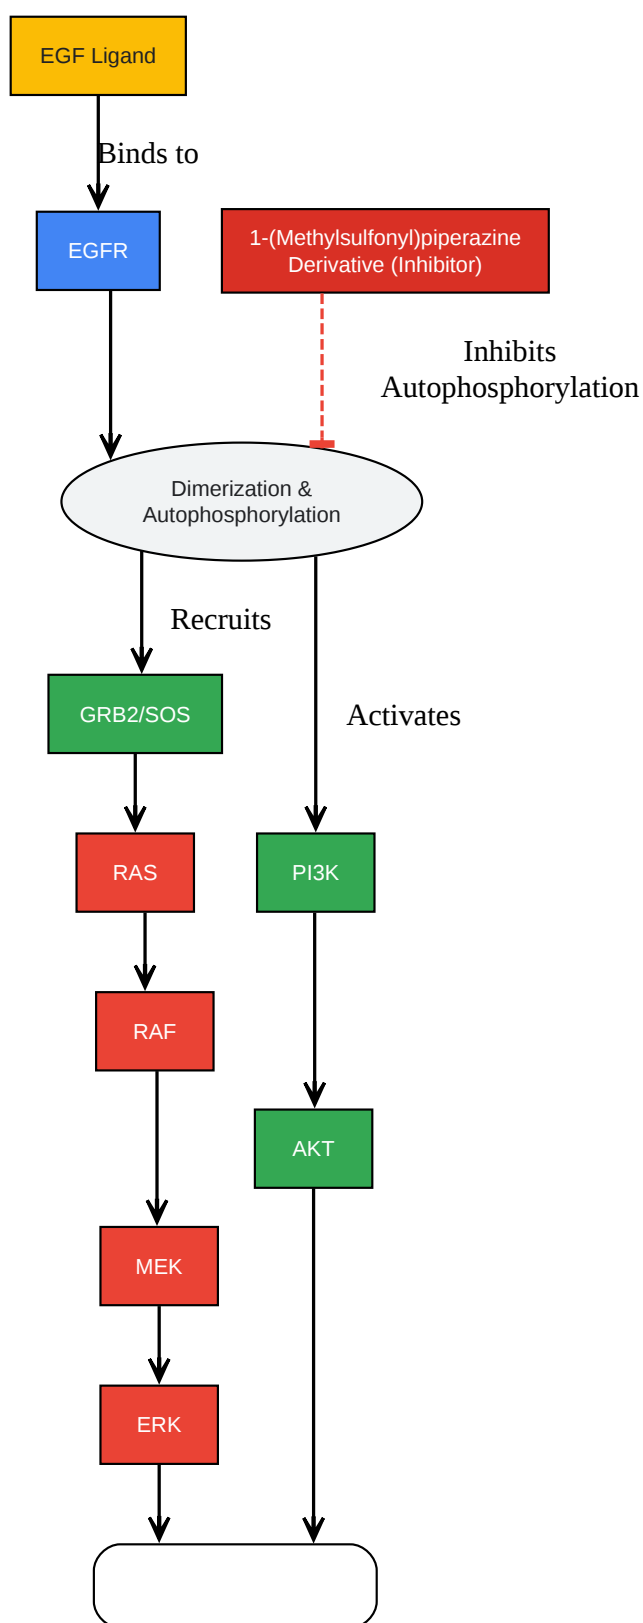 EGF Ligand
Binds to
EGFR
1-(Methylsulfonyl)piperazine
Derivative (Inhibitor)
Inhibits
Autophosphorylation
Dimerization &
Autophosphorylation
Recruits
GRB2/SOS
Activates
RAS
PI3K
RAF
AKT
MEK
ERK